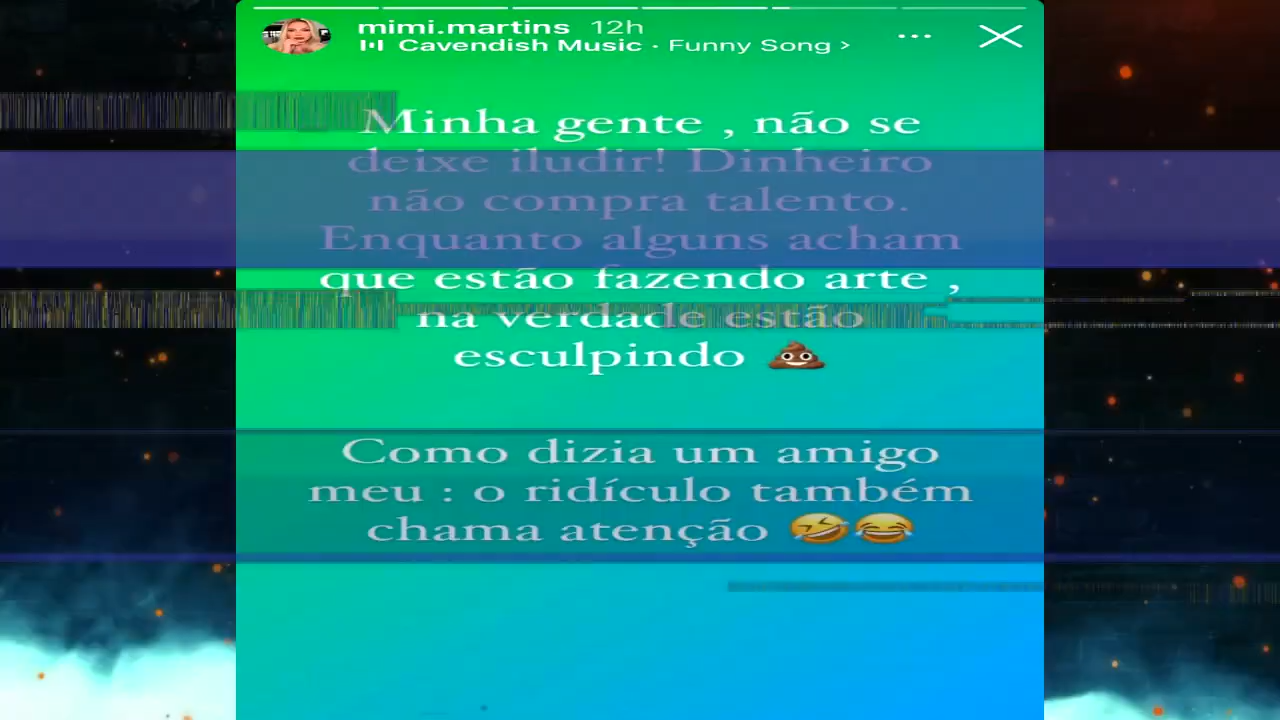 mimi.martins 12h
Cavendish Music · Funny Song >
Minha gente , não se
deixe iludir! Dinheiro
não compra talento.
Enquanto alguns acham
que estão fazendo arte ,
na verdade estão
esculpindo 💩
Como dizia um amigo
meu : o ridículo também
chama atenção 🤣😂